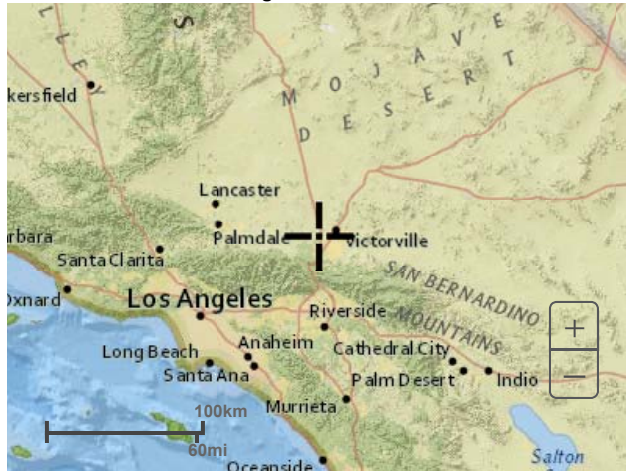 S
LLEY
MOJAVE
kersfield
DESERT
Lancaster
Palmdale
Victorville
rbara
Santa Clarita
SAN BERNARDINO
MOUNTAINS
Oxnard
Los Angeles
Riverside
+
Anaheim
Long Beach
Cathedral City
Santa Ana
Palm Desert
Indio
−
100km
Murrieta
60mi
Oceanside
Salton